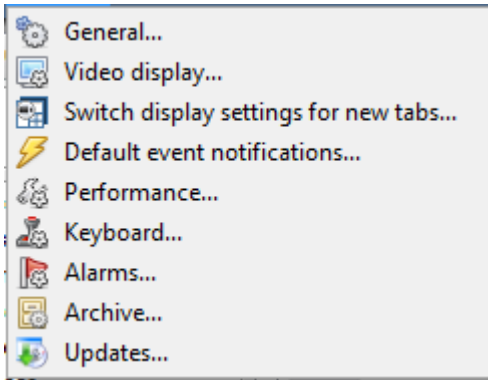 General...
Video display...
Switch display settings for new tabs...
Default event notifications...
Performance...
Keyboard...
Alarms...
Archive...
Updates...